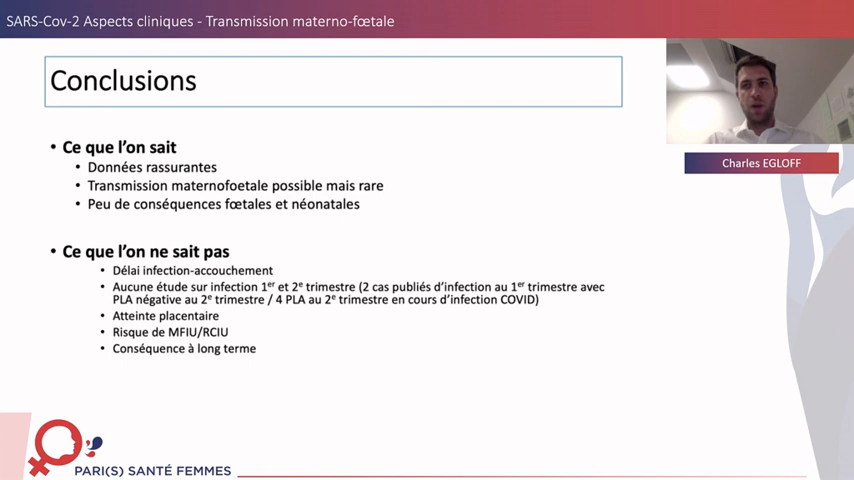 SARS-Cov-2 Aspects cliniques - Transmission materno-fœtale
Conclusions
• Ce que l'on sait
• Données rassurantes
• Transmission maternofoetale possible mais rare
• Peu de conséquences fœtales et néonatales
• Ce que l'on ne sait pas
• Délai infection-accouchement
• Aucune étude sur infection 1er et 2e trimestre (2 cas publiés d'infection au 1er trimestre avec
PLA négative au 2e trimestre / 4 PLA au 2e trimestre en cours d'infection COVID)
• Atteinte placentaire
• Risque de MFIU/RCIU
• Conséquence à long terme
Charles EGLOFF
PARI(S) SANTÉ FEMMES